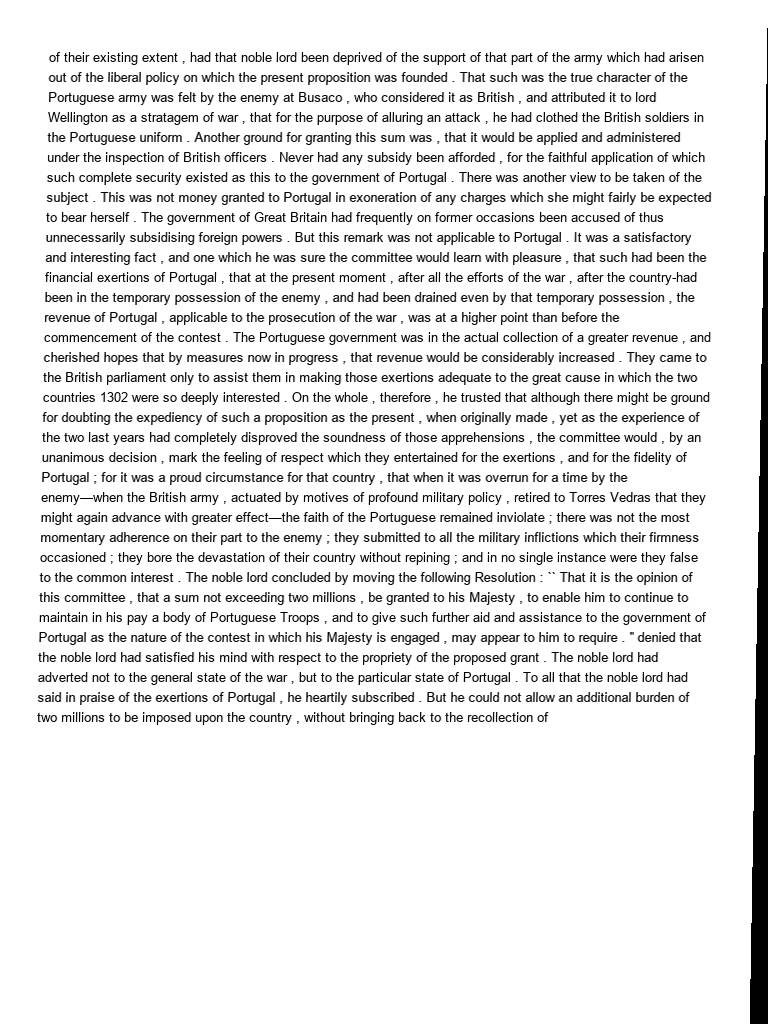 of their existing extent , had that noble lord been deprived of the support of that part of the army which had arisen
out of the liberal policy on which the present proposition was founded . That such was the true character of the
Portuguese army was felt by the enemy at Busaco , who considered it as British , and attributed it to lord
Wellington as a stratagem of war , that for the purpose of alluring an attack , he had clothed the British soldiers in
the Portuguese uniform . Another ground for granting this sum was , that it would be applied and administered
under the inspection of British officers . Never had any subsidy been afforded , for the faithful application of which
such complete security existed as this to the government of Portugal . There was another view to be taken of the
subject . This was not money granted to Portugal in exoneration of any charges which she might fairly be expected
to bear herself . The government of Great Britain had frequently on former occasions been accused of thus
unnecessarily subsidising foreign powers . But this remark was not applicable to Portugal . It was a satisfactory
and interesting fact , and one which he was sure the committee would learn with pleasure , that such had been the
financial exertions of Portugal , that at the present moment , after all the efforts of the war , after the country-had
been in the temporary possession of the enemy , and had been drained even by that temporary possession , the
revenue of Portugal , applicable to the prosecution of the war , was at a higher point than before the
commencement of the contest . The Portuguese government was in the actual collection of a greater revenue , and
cherished hopes that by measures now in progress , that revenue would be considerably increased . They came to
the British parliament only to assist them in making those exertions adequate to the great cause in which the two
countries 1302 were so deeply interested . On the whole , therefore , he trusted that although there might be ground
for doubting the expediency of such a proposition as the present , when originally made , yet as the experience of
the two last years had completely disproved the soundness of those apprehensions , the committee would , by an
unanimous decision , mark the feeling of respect which they entertained for the exertions , and for the fidelity of
Portugal ; for it was a proud circumstance for that country , that when it was overrun for a time by the
enemy—when the British army , actuated by motives of profound military policy , retired to Torres Vedras that they
might again advance with greater effect—the faith of the Portuguese remained inviolate ; there was not the most
momentary adherence on their part to the enemy ; they submitted to all the military inflictions which their firmness
occasioned ; they bore the devastation of their country without repining ; and in no single instance were they false
to the common interest . The noble lord concluded by moving the following Resolution : `` That it is the opinion of
this committee , that a sum not exceeding two millions , be granted to his Majesty , to enable him to continue to
maintain in his pay a body of Portuguese Troops , and to give such further aid and assistance to the government of
Portugal as the nature of the contest in which his Majesty is engaged , may appear to him to require . " denied that
the noble lord had satisfied his mind with respect to the propriety of the proposed grant . The noble lord had
adverted not to the general state of the war , but to the particular state of Portugal . To all that the noble lord had
said in praise of the exertions of Portugal , he heartily subscribed . But he could not allow an additional burden of
two millions to be imposed upon the country , without bringing back to the recollection of